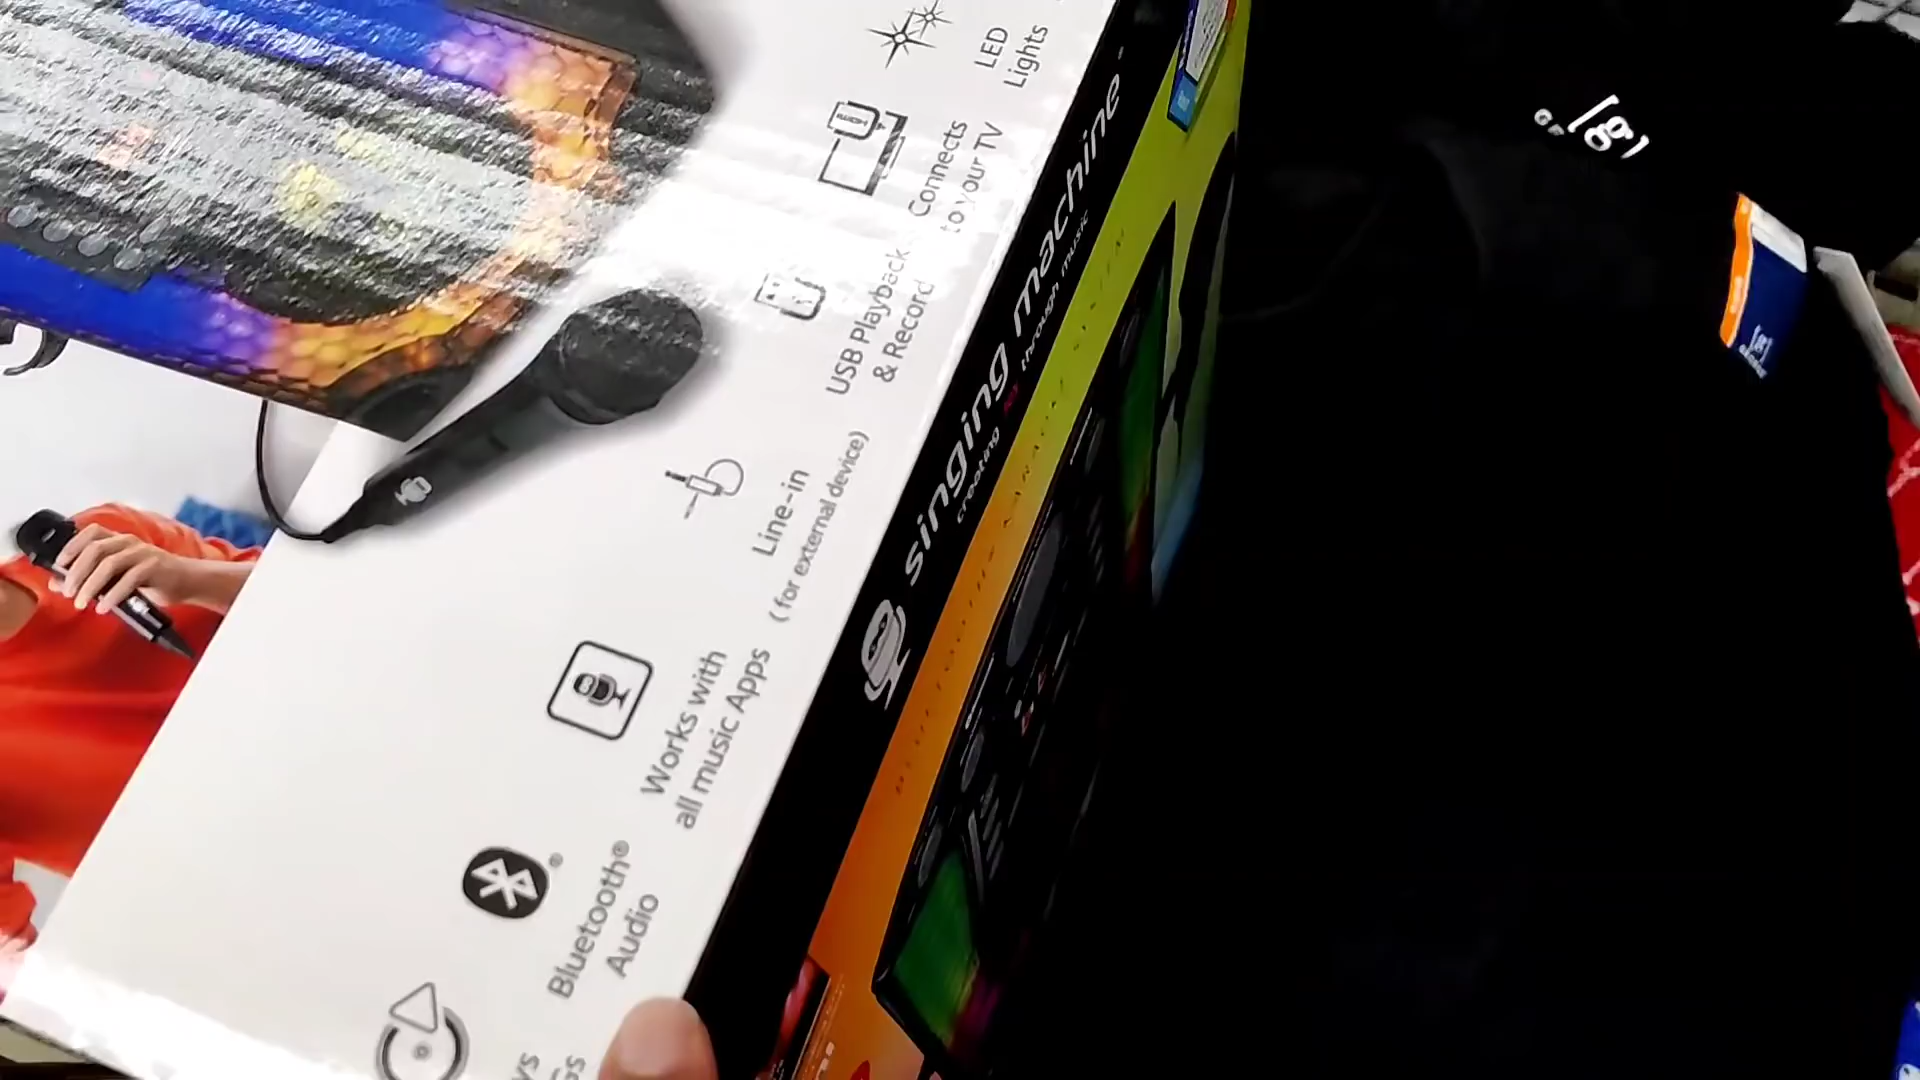 LED
Lights
Connects
to your TV
USB Playback
& Record
Line-in
(for external device)
Works with
all music Apps
Bluetooth®
Audio
singing machine
creating joy through music